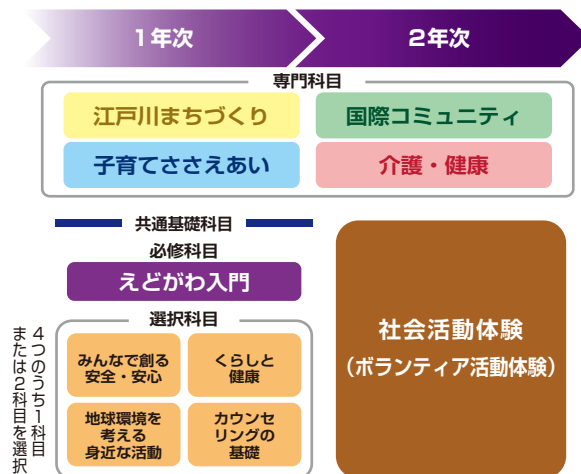 1年次
2年次
専門科目
江戸川まちづくり
国際コミュニティ
子育てささえあい
介護・健康
共通基礎科目
必修科目
えどがわ入門
選択科目
4つのうち1科目
または2科目を選択
みんなで創る
安全・安心
くらしと
健康
地球環境を
考える
身近な活動
カウンセ
リングの
基礎
社会活動体験
（ボランティア活動体験）